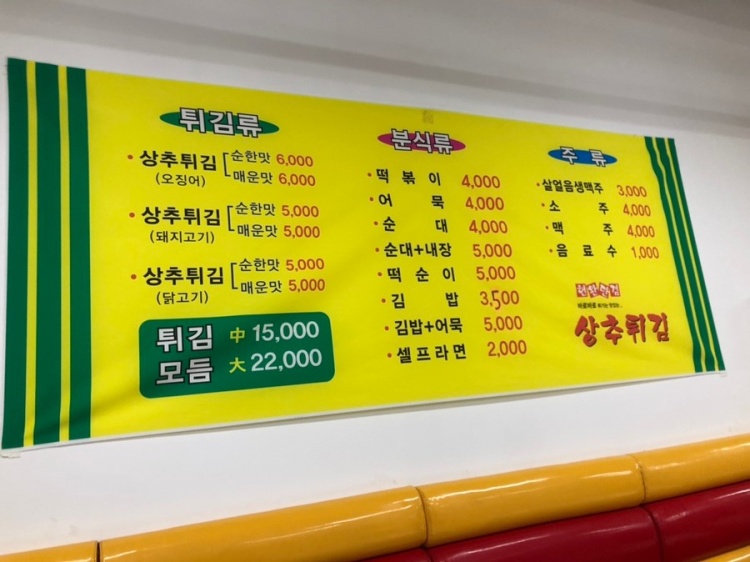 튀김류
상추튀김 순한맛 6,000
(오징어) 매운맛 6,000
상추튀김 순한맛 5,000
(돼지고기) 매운맛 5,000
상추튀김 순한맛 5,000
(닭고기) 매운맛 5,000
튀김 中 15,000
모듬 大 22,000
분식류
떡볶이 4,000
어묵 4,000
순대 4,000
순대+내장 5,000
떡순이 5,000
김밥 3,500
김밥+어묵 5,000
셀프라면 2,000
주류
살얼음생맥주 3,000
소주 4,000
맥주 4,000
음료수 1,000
상추튀김